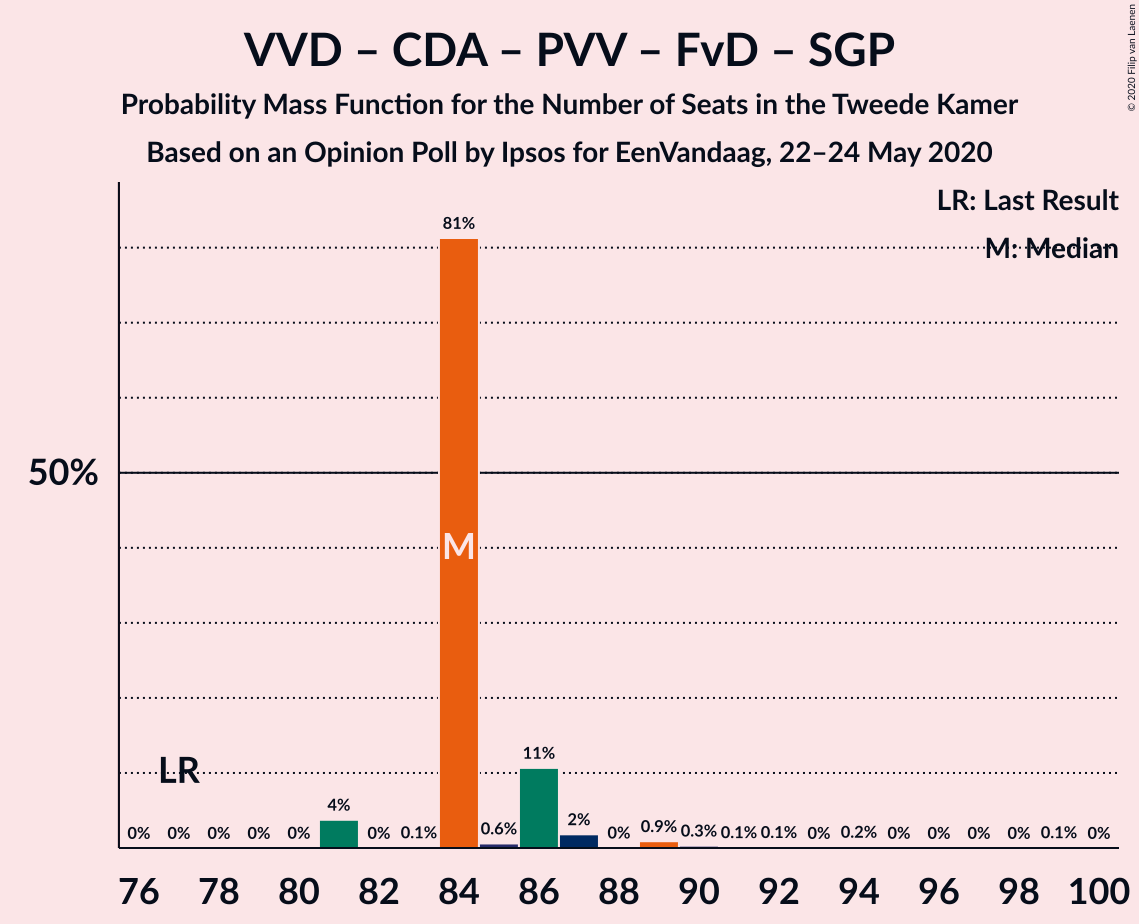 VVD – CDA – PVV – FvD – SGP
Probability Mass Function for the Number of Seats in the Tweede Kamer
Based on an Opinion Poll by Ipsos for EenVandaag, 22–24 May 2020
© 2020 Filip van Laenen
LR: Last Result
M: Median
50%
81%
M
LR
0% 0% 0% 0% 0% 4% 0% 0.1% 0.6% 11% 2% 0% 0.9% 0.3% 0.1% 0.1% 0% 0.2% 0% 0% 0% 0% 0.1% 0%
76 78 80 82 84 86 88 90 92 94 96 98 100